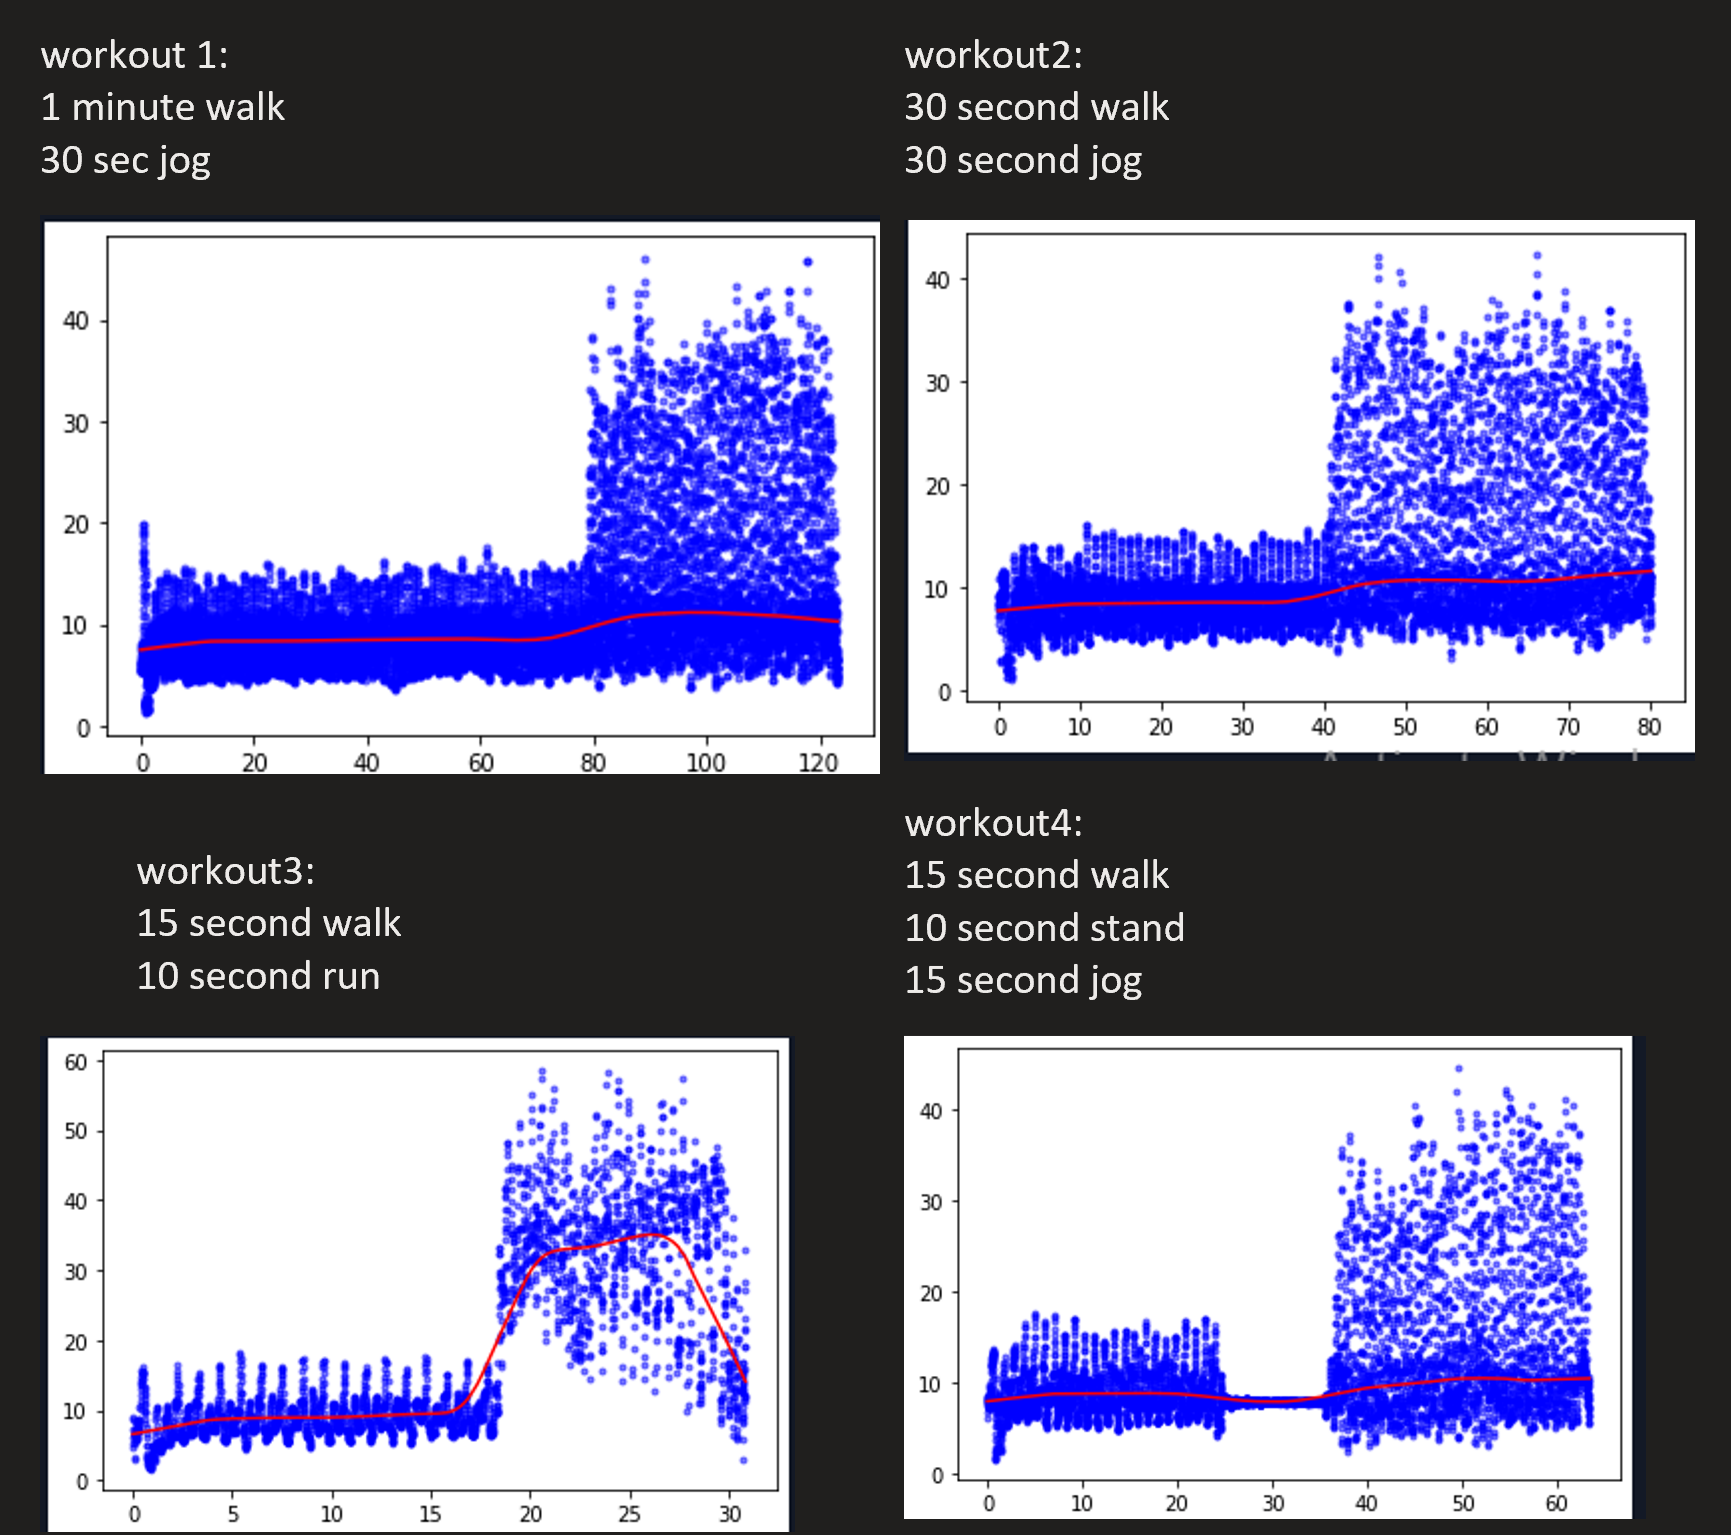 workout 1:
1 minute walk
30 sec jog
workout2:
30 second walk
30 second jog
40
30
20
10
0
0 20 40 60 80 100 120
40
30
20
10
0
0 10 20 30 40 50 60 70 80
workout3:
15 second walk
10 second run
workout4:
15 second walk
10 second stand
15 second jog
60
50
40
30
20
10
0
0 5 10 15 20 25 30
40
30
20
10
0
0 10 20 30 40 50 60